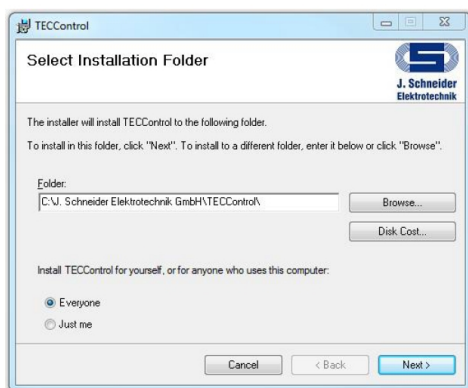 TECControl
Select Installation Folder
J. Schneider
Elektrotechnik
The installer will install TECControl to the following folder.
To install in this folder, click "Next". To install to a different folder, enter it below or click "Browse".
Folder:
C:\J. Schneider Elektrotechnik GmbH\TECControl\
Browse...
Disk Cost...
Install TECControl for yourself, or for anyone who uses this computer:
Everyone
Just me
Cancel
< Back
Next >